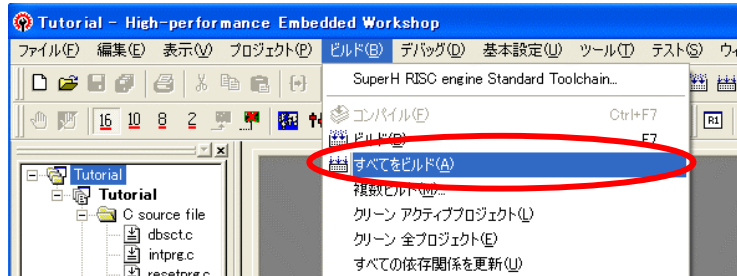 Tutorial - High-performance Embedded Workshop
ファイル(F) 編集(E) 表示(V) プロジェクト(P) ビルド(B) デバッグ(D) 基本設定(U) ツール(T) テスト(S) ウィ
SuperH RISC engine Standard Toolchain...
コンパイル(F) Ctrl+F7
16 10 8 2 R1
ビルド(B) F7
Tutorial すべてをビルド(A)
Tutorial 複数ビルド(M)...
C source file クリーン アクティブプロジェクト(L)
dbsct.c クリーン 全プロジェクト(E)
intprg.c すべての依存関係を更新(U)
resetprg.c